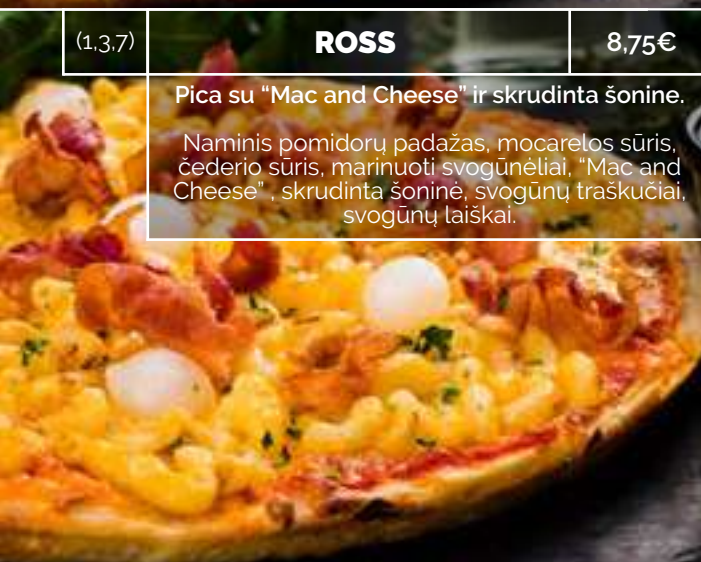 (1,3,7) ROSS 8,75€
Pica su “Mac and Cheese” ir skrudinta šonine.
Naminis pomidorų padažas, mocarelos sūris,
čederio sūris, marinuoti svogūnėliai, “Mac and
Cheese” , skrudinta šoninė, svogūnų traškučiai,
svogūnų laiškai.